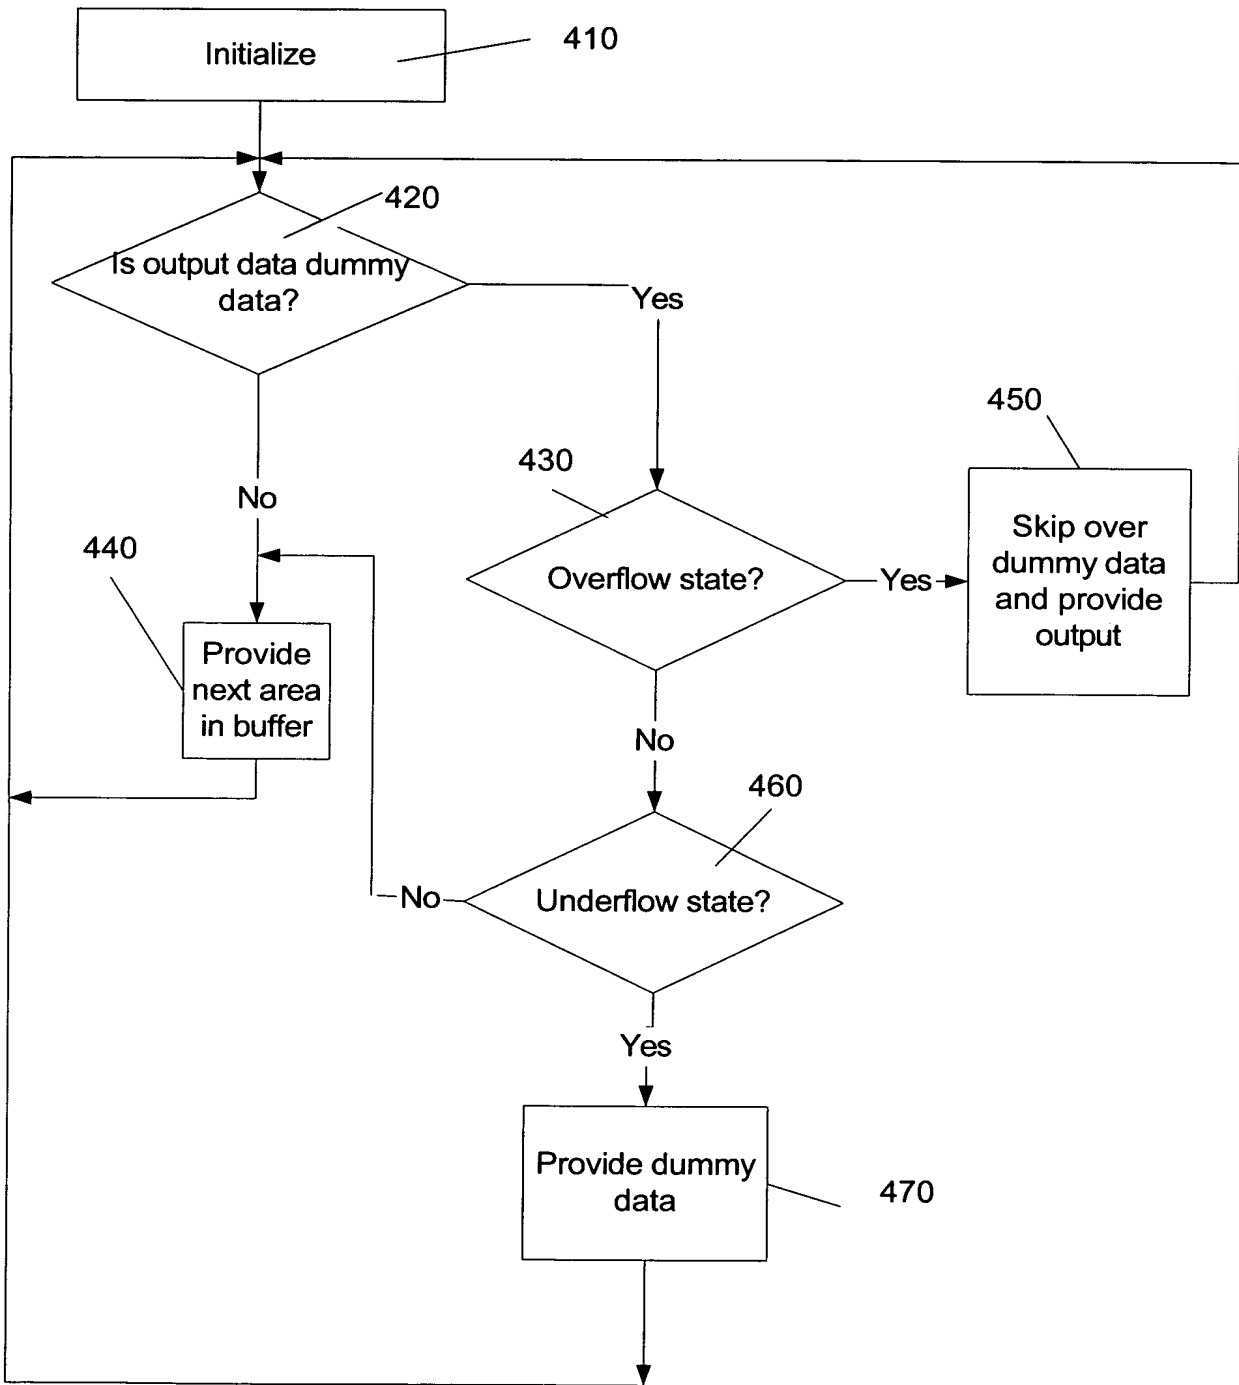 Initialize
410
420
Is output data dummy
data?
Yes
450
430
No
Skip over
dummy data
and provide
output
440
Overflow state?
Yes
Provide
next area
in buffer
No
460
Underflow state?
No
Yes
Provide dummy
data
470